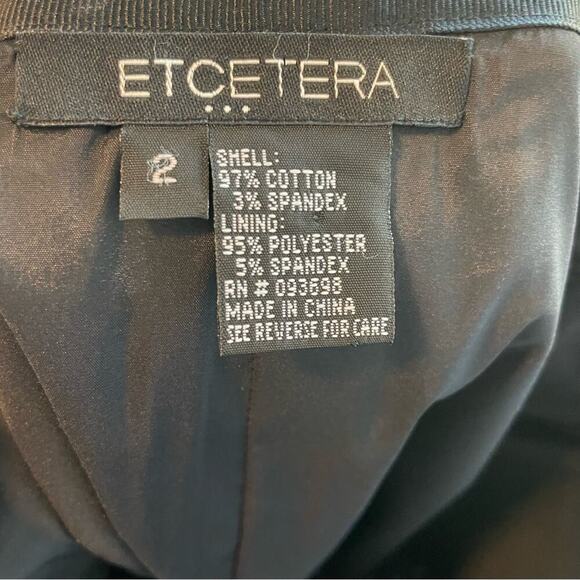 ETCETERA
2
SHELL:
97% COTTON
3% SPANDEX
LINING:
95% POLYESTER
5% SPANDEX
RN # 093698
MADE IN CHINA
SEE REVERSE FOR CARE